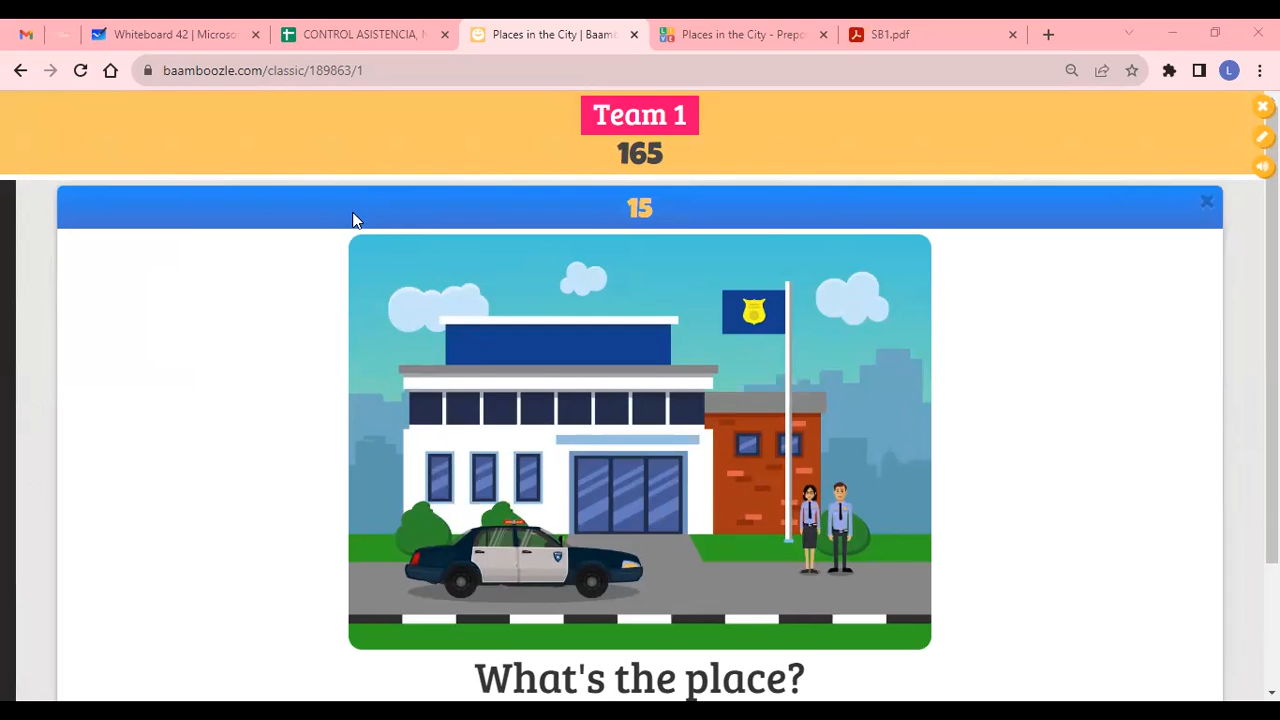 Whiteboard 42 | Microso
CONTROL ASISTENCIA,
Places in the City | Baamb
Places in the City - Prepo
SB1.pdf
baamboozle.com/classic/189863/1
L
Team 1
165
15
What's the place?